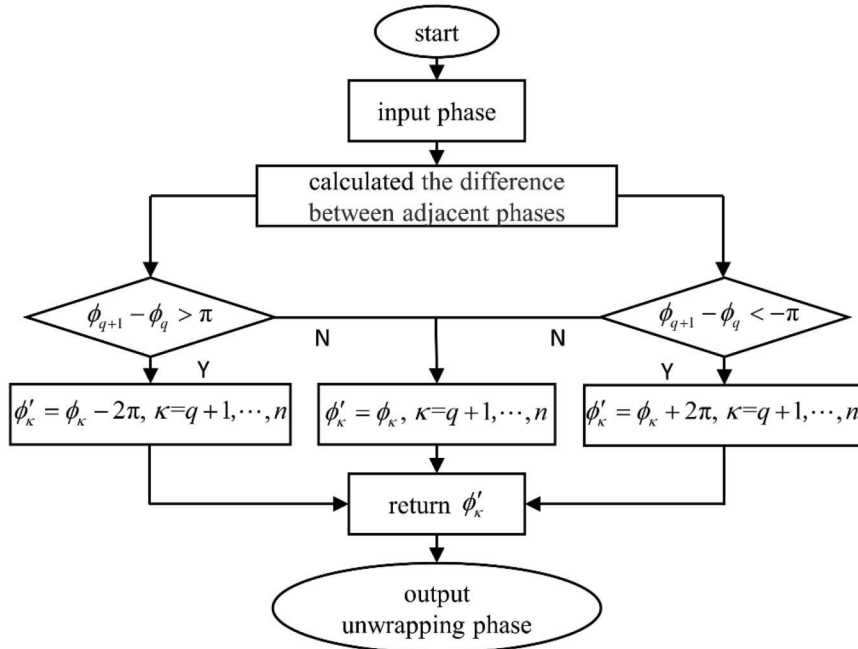 start
input phase
calculated the difference
between adjacent phases
ϕ_{q+1} − ϕ_q > π
ϕ_{q+1} − ϕ_q < −π
N
N
Y
Y
ϕ′_κ = ϕ_κ − 2π, κ=q+1,⋯,n
ϕ′_κ = ϕ_κ, κ=q+1,⋯,n
ϕ′_κ = ϕ_κ + 2π, κ=q+1,⋯,n
return ϕ′_κ
output
unwrapping phase